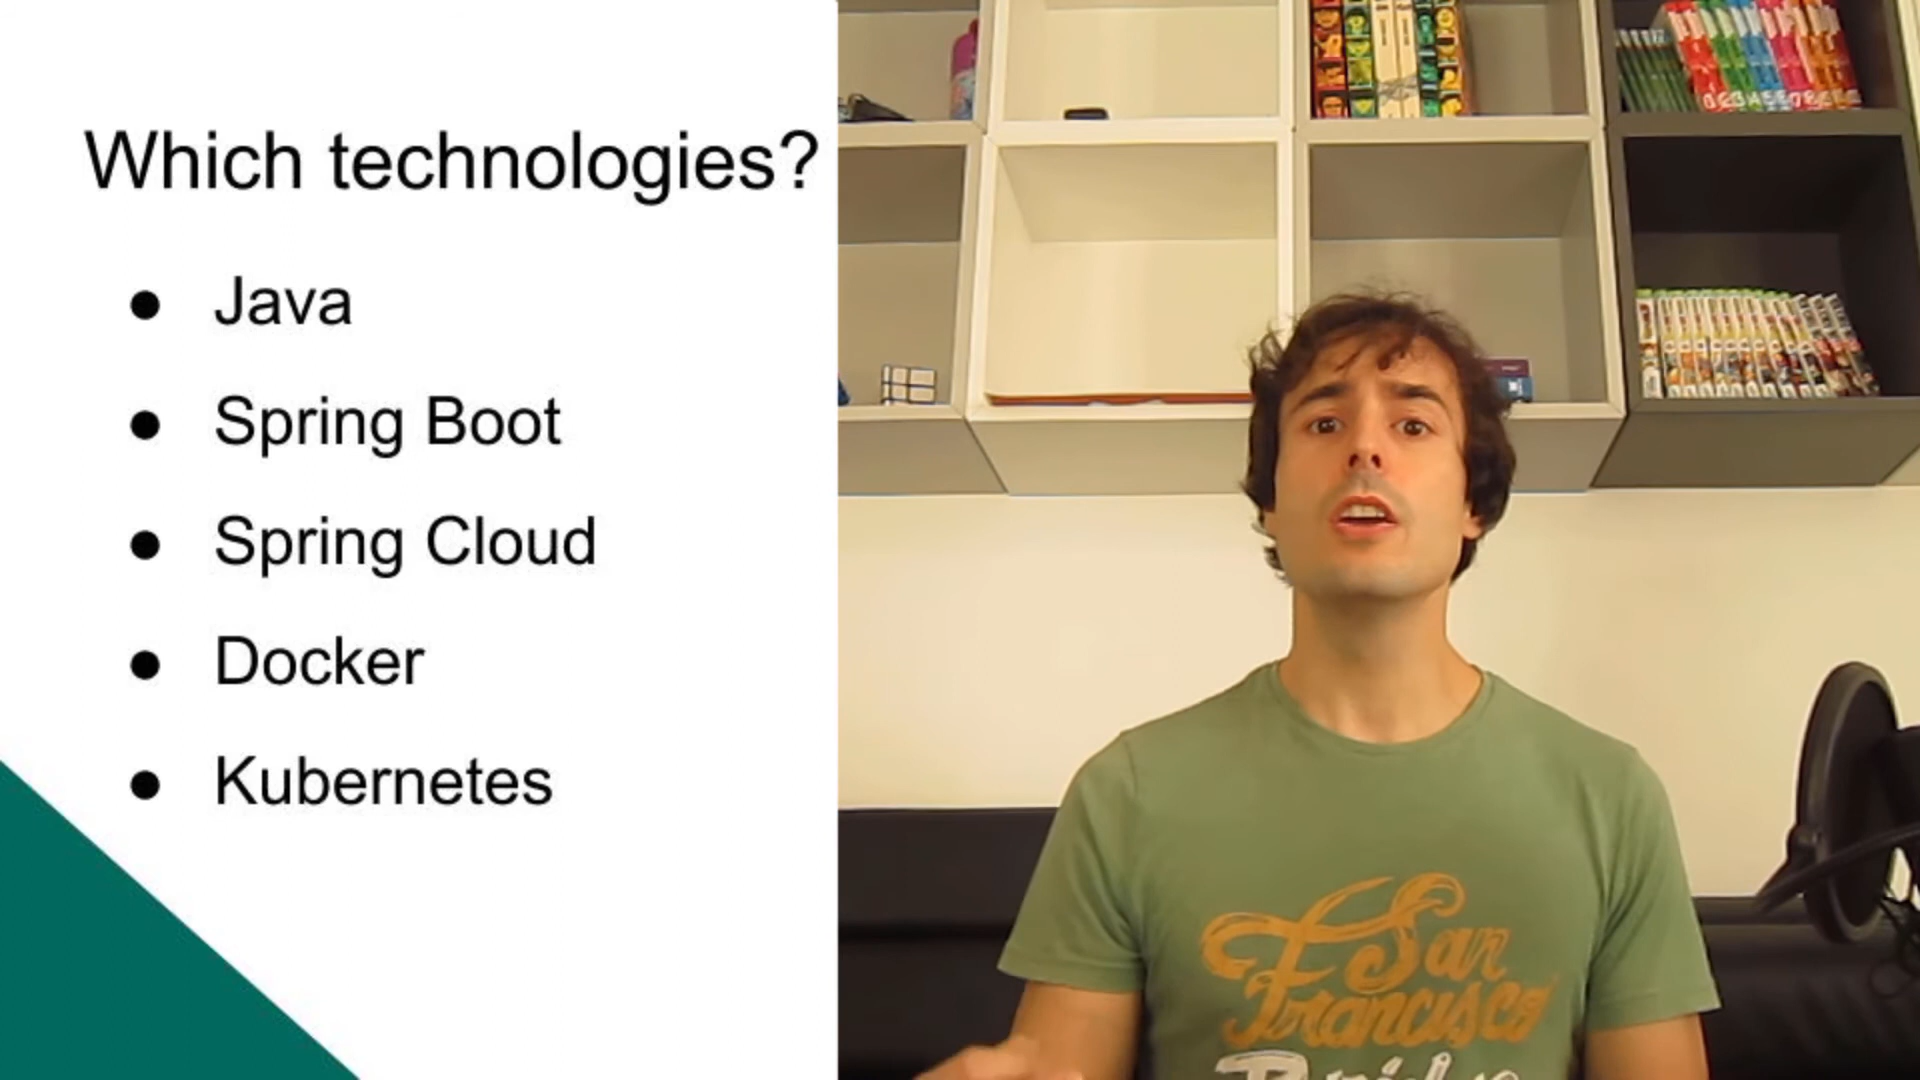 Which technologies?
● Java
● Spring Boot
● Spring Cloud
● Docker
● Kubernetes
San
Francisco